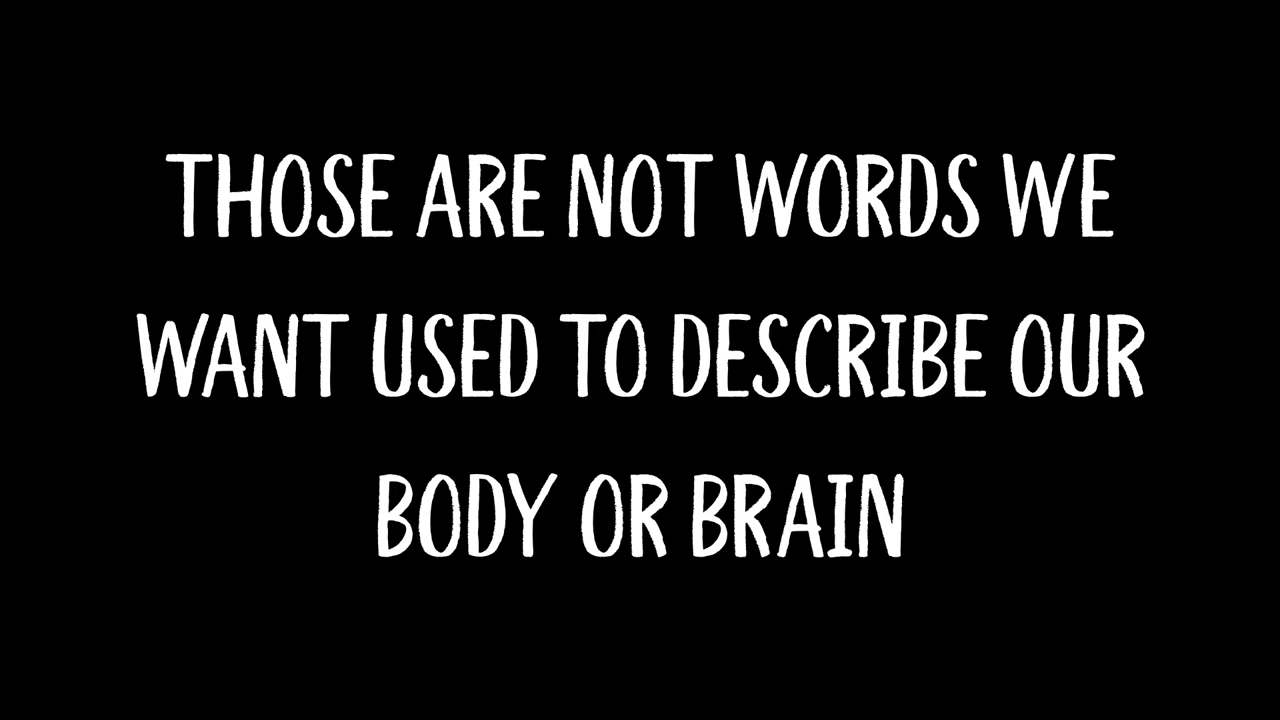 THOSE ARE NOT WORDS WE
WANT USED TO DESCRIBE OUR
BODY OR BRAIN